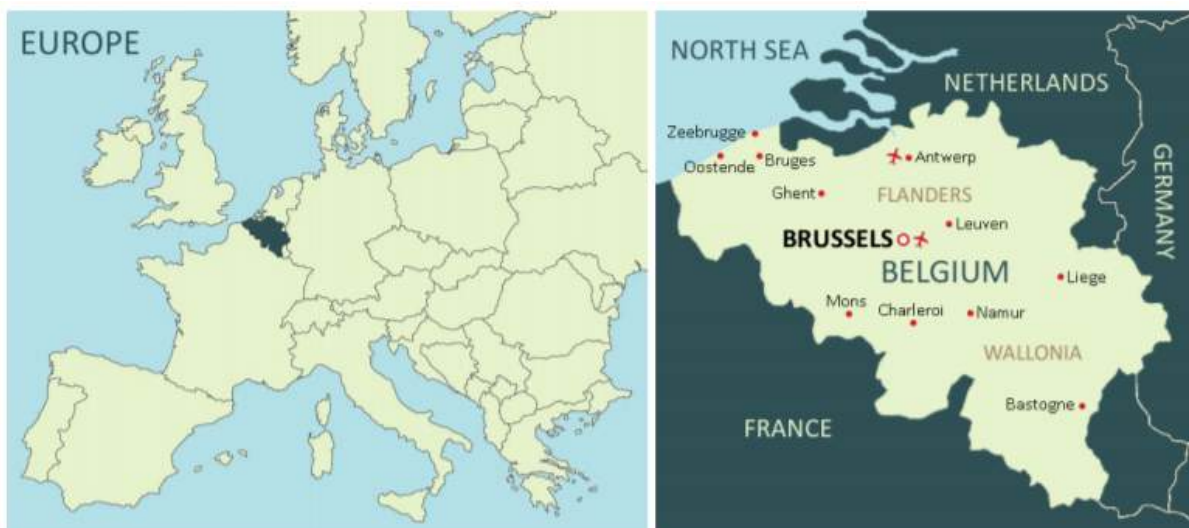 EUROPE
NORTH SEA
NETHERLANDS
GERMANY
Zeebrugge
Oostende
Bruges
Antwerp
Ghent
FLANDERS
Leuven
BRUSSELS
BELGIUM
Liege
Mons
Charleroi
Namur
WALLONIA
Bastogne
FRANCE